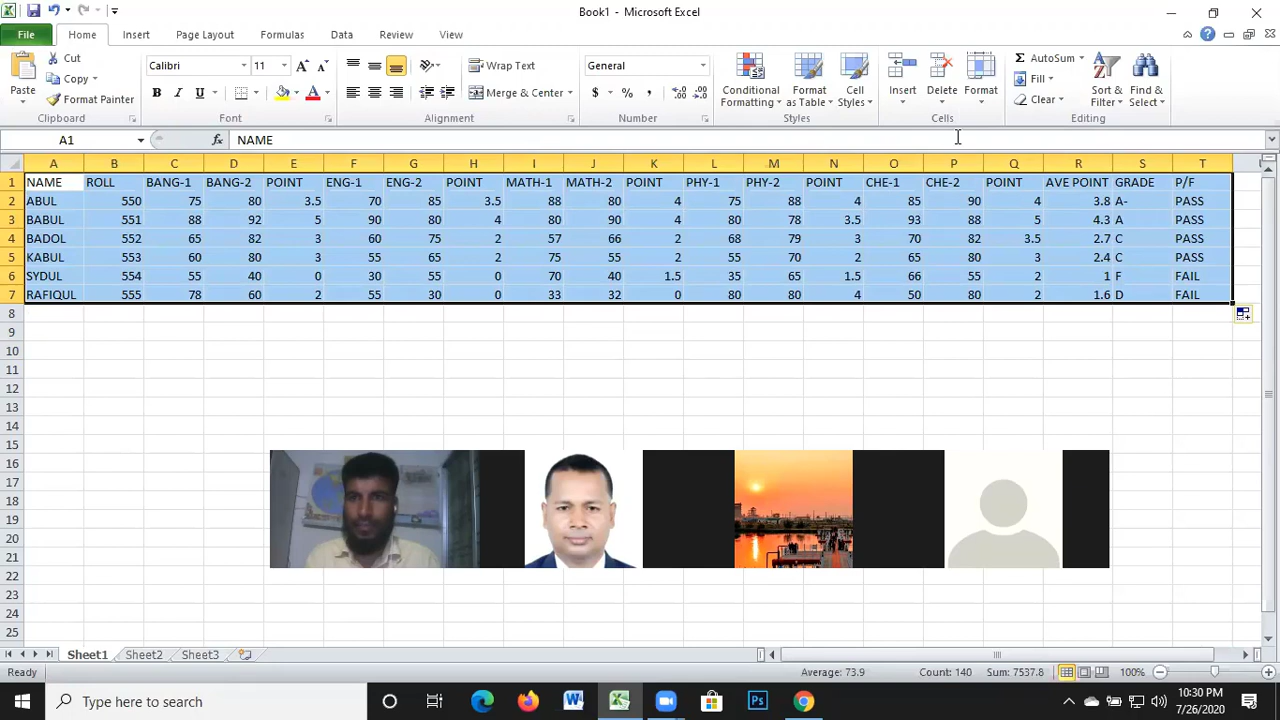 Book1 - Microsoft Excel
File Home Insert Page Layout Formulas Data Review View
Paste Cut Copy Format Painter Clipboard
Calibri 11 B I U Font
Wrap Text Merge & Center Alignment
General $ % , Number
Conditional Formatting Format as Table Cell Styles Styles
Insert Delete Format Cells
AutoSum Fill Clear Sort & Filter Find & Select Editing
A1 fx NAME
A B C D E F G H I J K L M N O P Q R S T
1 NAME ROLL BANG-1 BANG-2 POINT ENG-1 ENG-2 POINT MATH-1 MATH-2 POINT PHY-1 PHY-2 POINT CHE-1 CHE-2 POINT AVE POINT GRADE P/F
2 ABUL 550 75 80 3.5 70 85 3.5 88 80 4 75 88 4 85 90 4 3.8 A- PASS
3 BABUL 551 88 92 5 90 80 4 80 90 4 80 78 3.5 93 88 5 4.3 A PASS
4 BADOL 552 65 82 3 60 75 2 57 66 2 68 79 3 70 82 3.5 2.7 C PASS
5 KABUL 553 60 80 3 55 65 2 75 55 2 55 70 2 65 80 3 2.4 C PASS
6 SYDUL 554 55 40 0 30 55 0 70 40 1.5 35 65 1.5 66 55 2 1 F FAIL
7 RAFIQUL 555 78 60 2 55 30 0 33 32 0 80 80 4 50 80 2 1.6 D FAIL
8
9
10
11
12
13
14
15
16
17
18
19
20
21
22
23
24
25
Sheet1 Sheet2 Sheet3
Ready Average: 73.9 Count: 140 Sum: 7537.8 100%
Type here to search
10:30 PM
7/26/2020